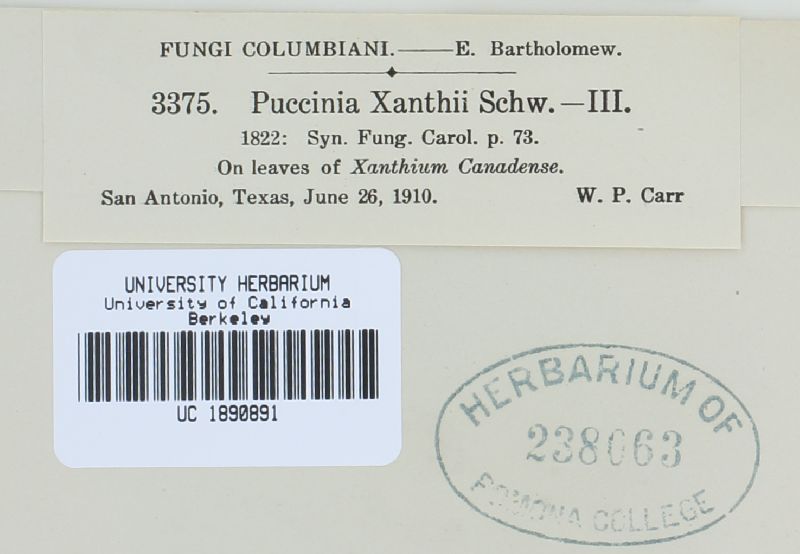 FUNGI COLUMBIANI.—E. Bartholomew.
3375. Puccinia Xanthii Schw.—III.
1822: Syn. Fung. Carol. p. 73.
On leaves of Xanthium Canadense.
San Antonio, Texas, June 26, 1910. W. P. Carr
UNIVERSITY HERBARIUM
University of California
Berkeley
UC 1890891
HERBARIUM OF
238063
POMONA COLLEGE